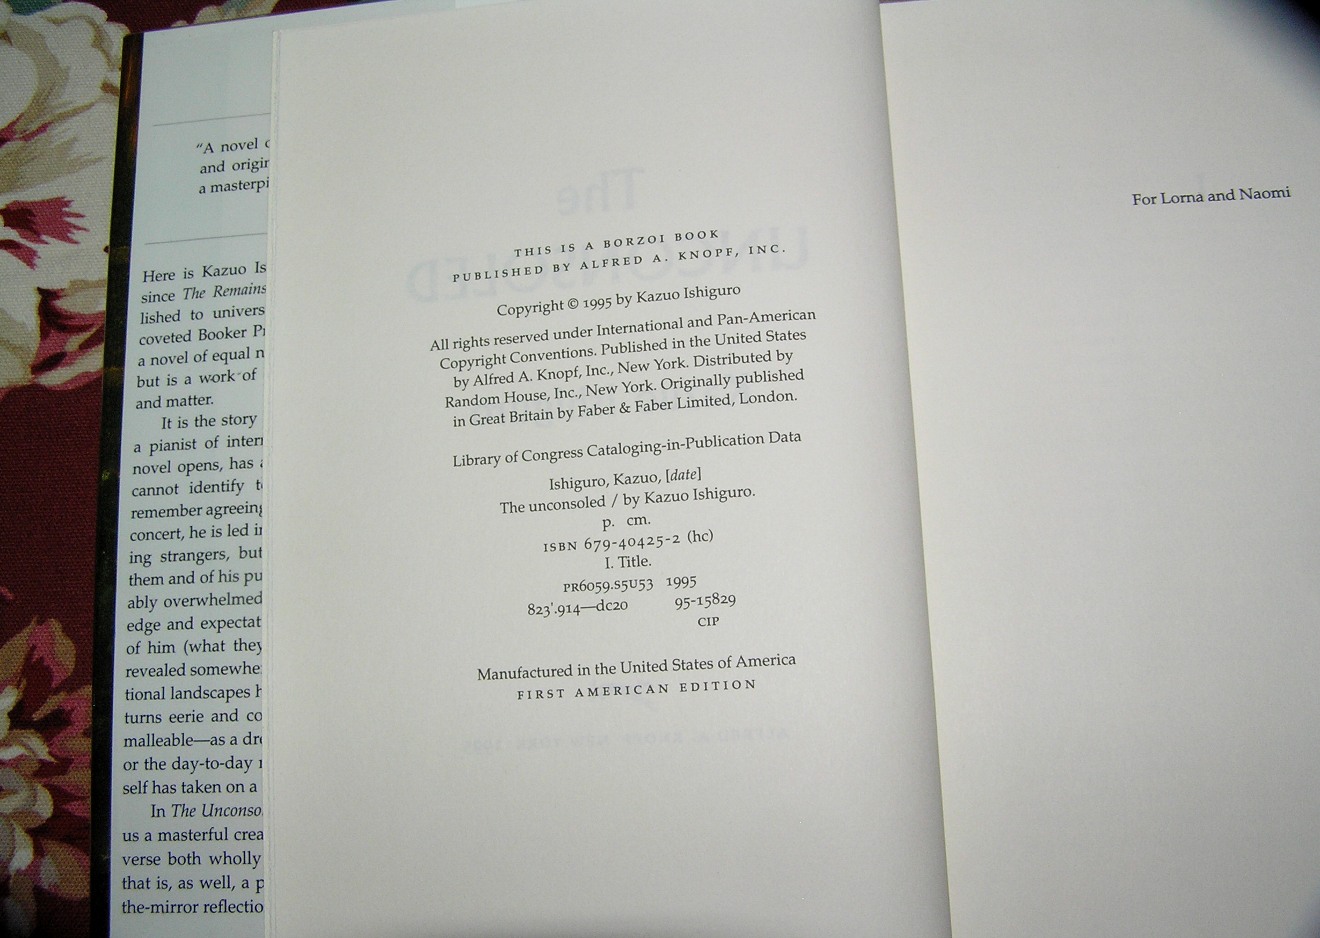 "A novel
and origin
a masterpi
Here is Kazuo Is
since The Remains
lished to univers
coveted Booker Pr
a novel of equal n
but is a work of
and matter.
It is the story
a pianist of inter
novel opens, has
cannot identify t
remember agreeing
concert, he is led in
ing strangers, but
them and of his pu
ably overwhelmed
edge and expectat
of him (what they
revealed somewhe
tional landscapes h
turns eerie and co
malleable—as a dre
or the day-to-day
self has taken on a
In The Unconso
us a masterful crea
verse both wholly
that is, as well, a p
the-mirror reflectio
The
UNCONSOLED
THIS IS A BORZOI BOOK
PUBLISHED BY ALFRED A. KNOPF, INC.
Copyright © 1995 by Kazuo Ishiguro
All rights reserved under International and Pan-American
Copyright Conventions. Published in the United States
by Alfred A. Knopf, Inc., New York. Distributed by
Random House, Inc., New York. Originally published
in Great Britain by Faber & Faber Limited, London.
Library of Congress Cataloging-in-Publication Data
Ishiguro, Kazuo, [date]
The unconsoled / by Kazuo Ishiguro.
p. cm.
ISBN 679-40425-2 (hc)
I. Title.
PR6059.S5U53 1995
823'.914—dc20 95-15829
CIP
Manufactured in the United States of America
FIRST AMERICAN EDITION
For Lorna and Naomi